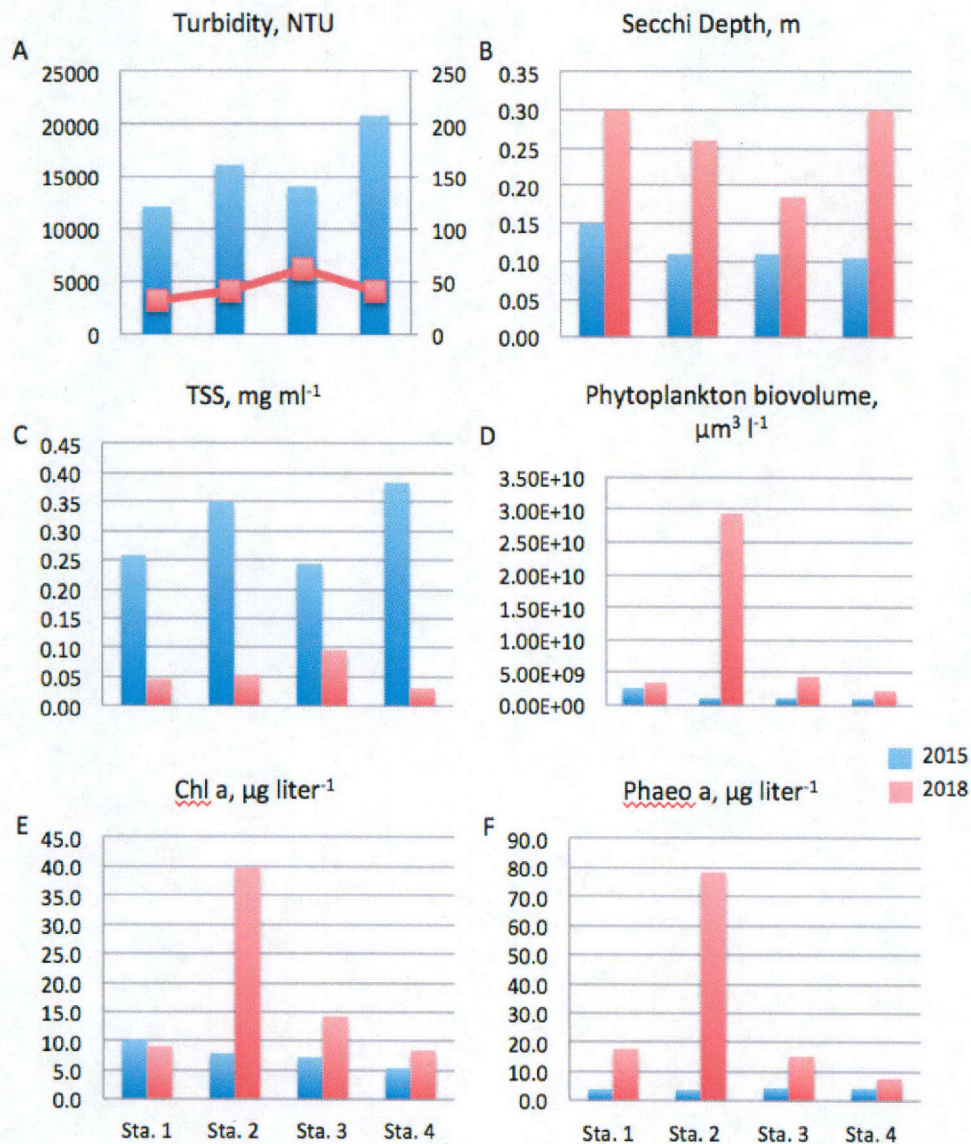 Turbidity, NTU
A
25000
20000
15000
10000
5000
0
250
200
150
100
50
0
Secchi Depth, m
B
0.35
0.30
0.25
0.20
0.15
0.10
0.05
0.00
TSS, mg ml⁻¹
C
0.45
0.40
0.35
0.30
0.25
0.20
0.15
0.10
0.05
0.00
Phytoplankton biovolume,
µm³ l⁻¹
D
3.50E+10
3.00E+10
2.50E+10
2.00E+10
1.50E+10
1.00E+10
5.00E+09
0.00E+00
2015
2018
Chl a, µg liter⁻¹
E
45.0
40.0
35.0
30.0
25.0
20.0
15.0
10.0
5.0
0.0
Sta. 1 Sta. 2 Sta. 3 Sta. 4
Phaeo a, µg liter⁻¹
F
90.0
80.0
70.0
60.0
50.0
40.0
30.0
20.0
10.0
0.0
Sta. 1 Sta. 2 Sta. 3 Sta. 4